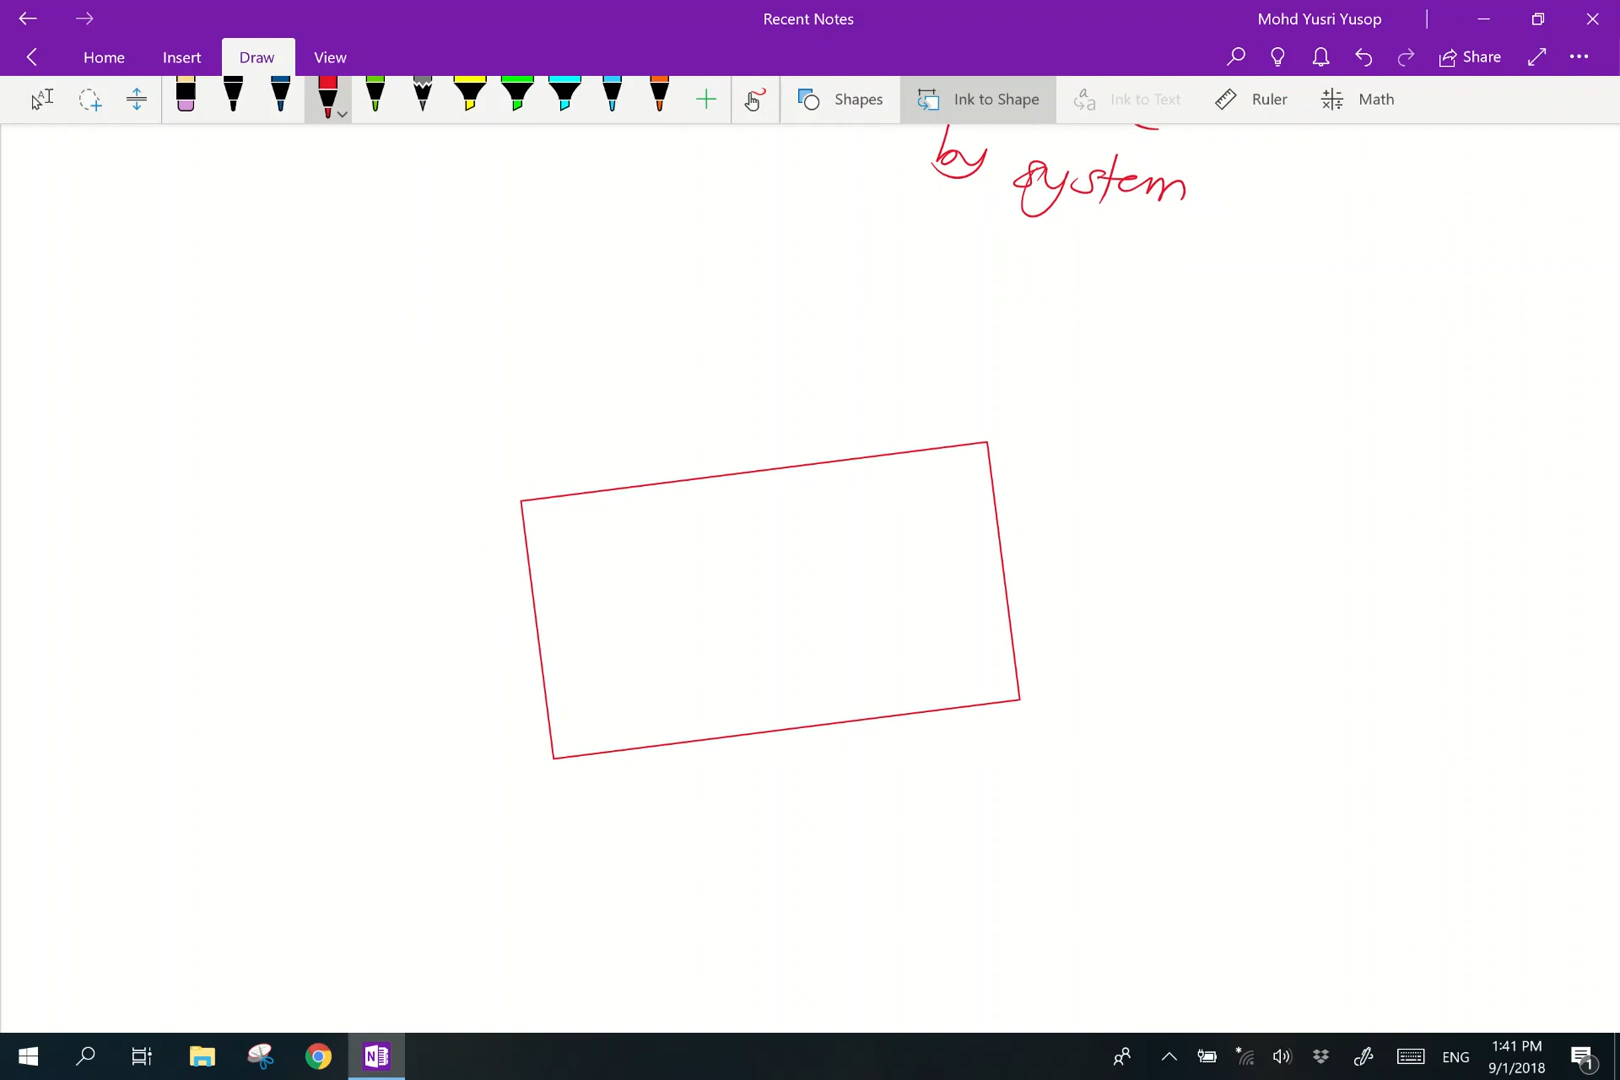 Recent Notes
Mohd Yusri Yusop
Home
Insert
Draw
View
Share
Shapes
Ink to Shape
Ink to Text
Ruler
Math
by system
ENG
1:41 PM
9/1/2018
1